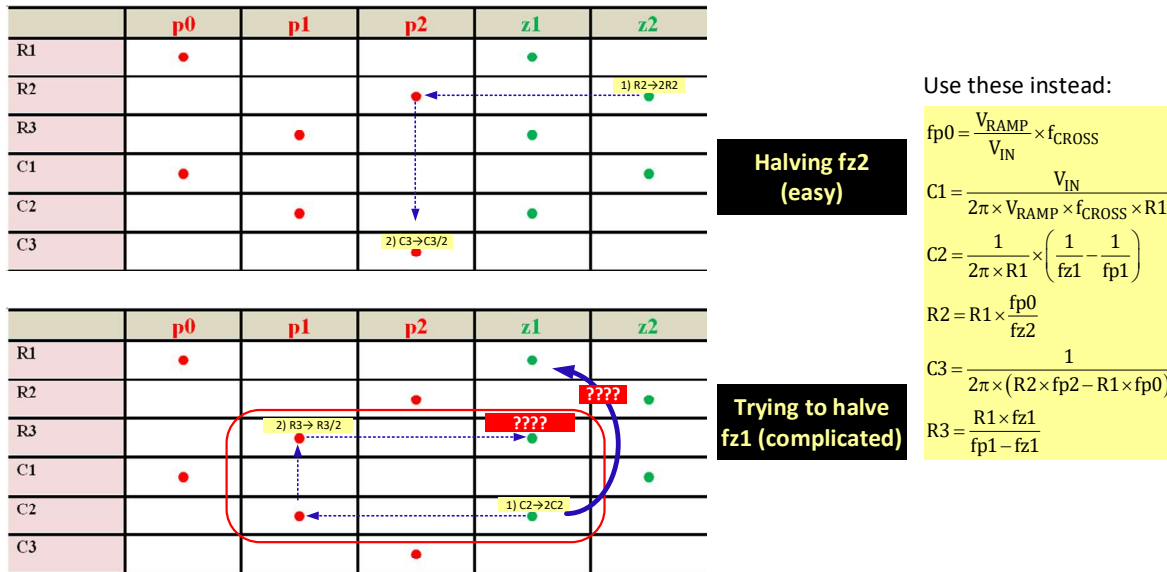 p0 p1 p2 z1 z2
R1
R2 1) R2→2R2
R3
C1
C2
C3 2) C3→C3/2
Halving fz2
(easy)
p0 p1 p2 z1 z2
R1
R2 ????
R3 2) R3→ R3/2 ????
C1
C2 1) C2→2C2
C3
Trying to halve
fz1 (complicated)
Use these instead:
fp0 = V_RAMP / V_IN × f_CROSS
C1 = V_IN / 2π × V_RAMP × f_CROSS × R1
C2 = 1 / 2π × R1 × (1/fz1 − 1/fp1)
R2 = R1 × fp0 / fz2
C3 = 1 / 2π × (R2 × fp2 − R1 × fp0)
R3 = R1 × fz1 / fp1 − fz1